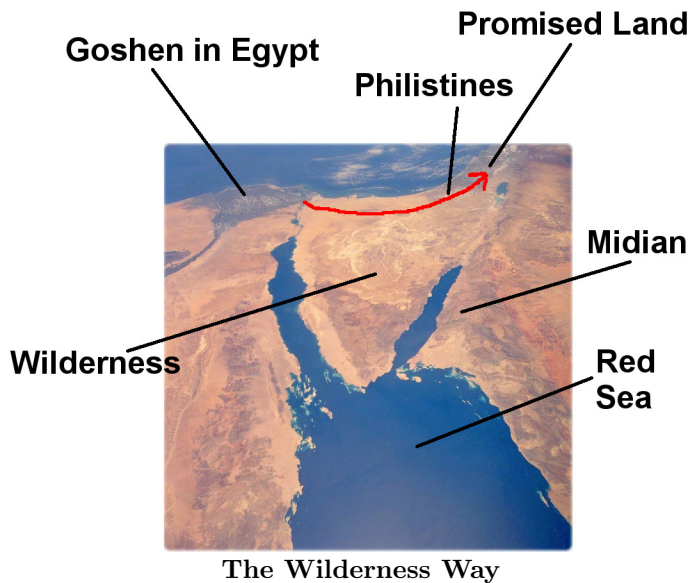 Promised Land
Goshen in Egypt
Philistines
Midian
Wilderness
Red
Sea
The Wilderness Way